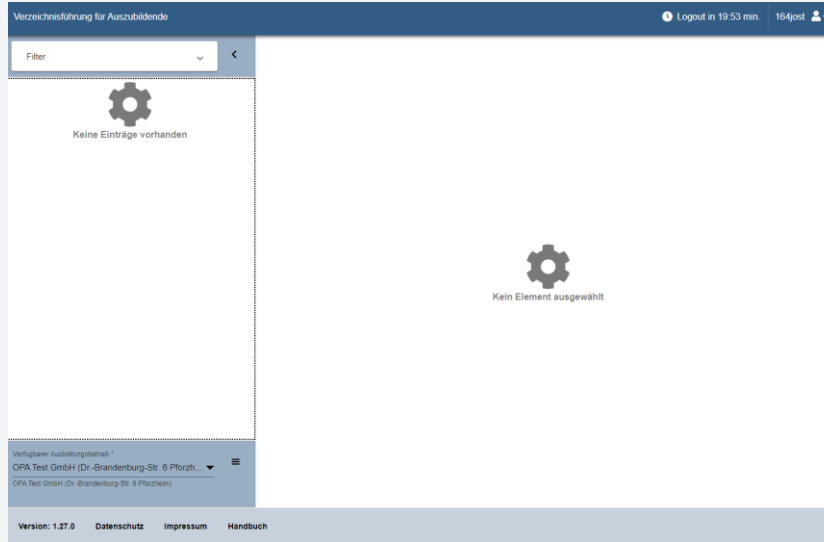 Verzeichnisführung für Auszubildende
Logout in 19:53 min.
164jost
Filter
Keine Einträge vorhanden
Kein Element ausgewählt
Verfügbarer Ausbildungsbetrieb *
OPA Test GmbH (Dr.-Brandenburg-Str. 6 Pforzh...
OPA Test GmbH (Dr.-Brandenburg-Str. 6 Pforzheim)
Version: 1.27.0 Datenschutz Impressum Handbuch